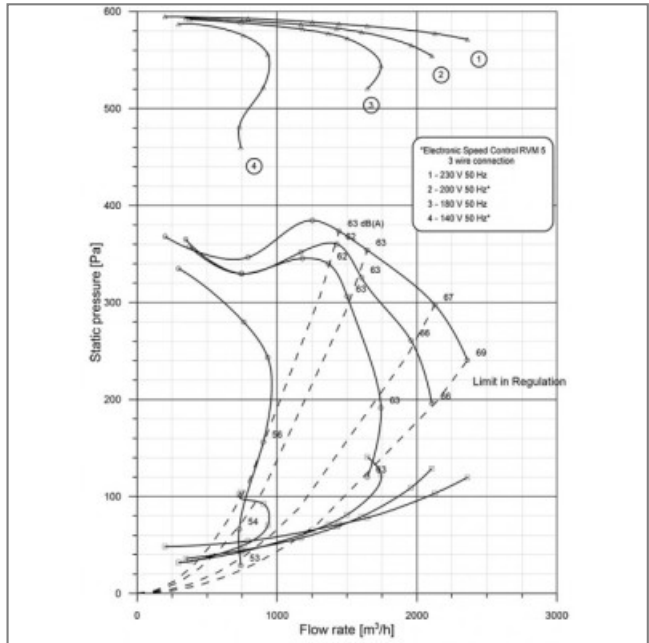 600
1
2
3
500
4
*Electronic Speed Control RVM 5
3 wire connection
1 - 230 V 50 Hz
2 - 200 V 50 Hz*
3 - 180 V 50 Hz
4 - 140 V 50 Hz*
400
63 dB(A)
62
63
62
63
63
300
67
66
69
Limit in Regulation
200
63
66
56
63
100
54
53
0
0
1000
2000
3000
Static pressure [Pa]
Flow rate [m³/h]